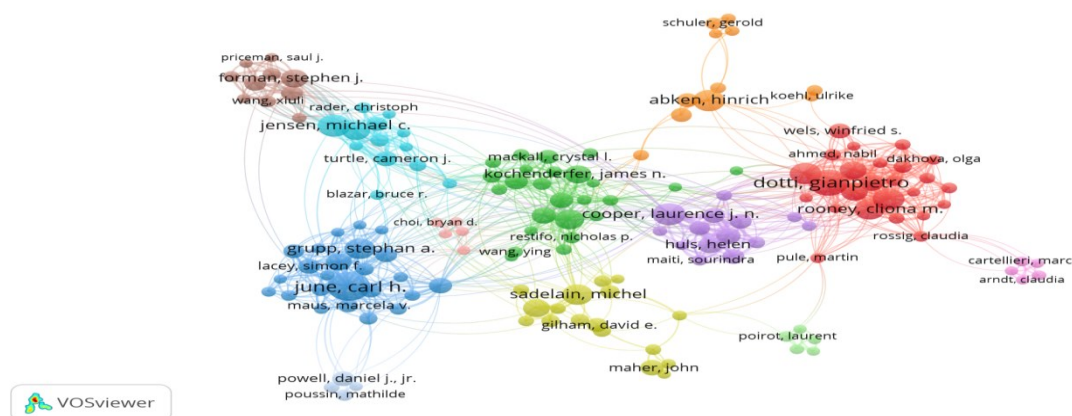 schuler, gerold
priceman, saul j.
forman, stephen j.
wang, xiuli
rader, christoph
abken, hinrich
koehl, ulrike
jensen, michael c.
wels, winfried s.
turtle, cameron j.
mackall, crystal l.
ahmed, nabil
dakhova, olga
kochenderfer, james n.
dotti, gianpietro
blazar, bruce r.
cooper, laurence j. n.
rooney, cliona m.
choi, bryan d.
restifo, nicholas p.
rossig, claudia
grupp, stephan a.
wang, ying
huls, helen
maiti, sourindra
pule, martin
cartellieri, marc
lacey, simon f.
arndt, claudia
june, carl h.
sadelain, michel
maus, marcela v.
gilham, david e.
poirot, laurent
powell, daniel j., jr.
maher, john
poussin, mathilde
VOSviewer